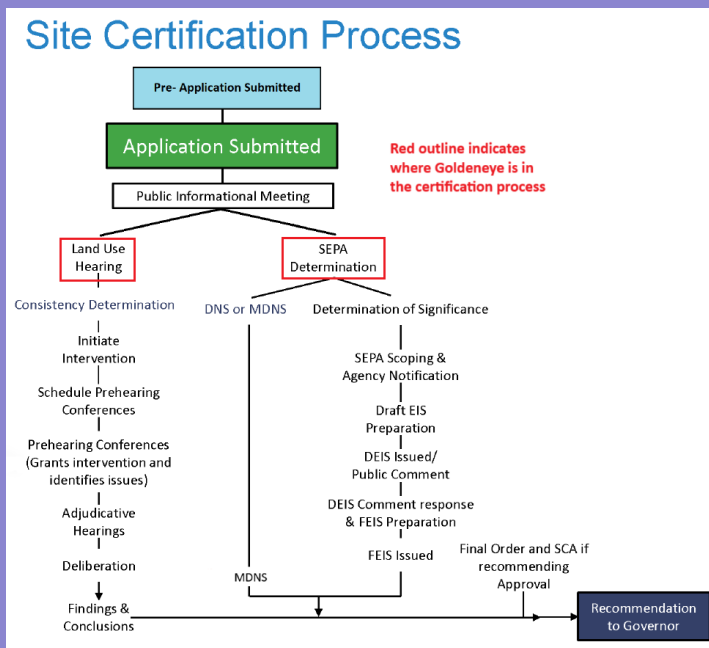 Site Certification Process
Pre- Application Submitted
Application Submitted
Red outline indicates
where Goldeneye is in
the certification process
Public Informational Meeting
Land Use
Hearing
SEPA
Determination
Consistency Determination
DNS or MDNS
Determination of Significance
Initiate
Intervention
SEPA Scoping &
Agency Notification
Schedule Prehearing
Conferences
Draft EIS
Preparation
Prehearing Conferences
(Grants intervention and
identifies issues)
DEIS Issued/
Public Comment
Adjudicative
Hearings
DEIS Comment response
& FEIS Preparation
Deliberation
FEIS Issued
Final Order and SCA if
recommending
Approval
MDNS
Findings &
Conclusions
Recommendation
to Governor